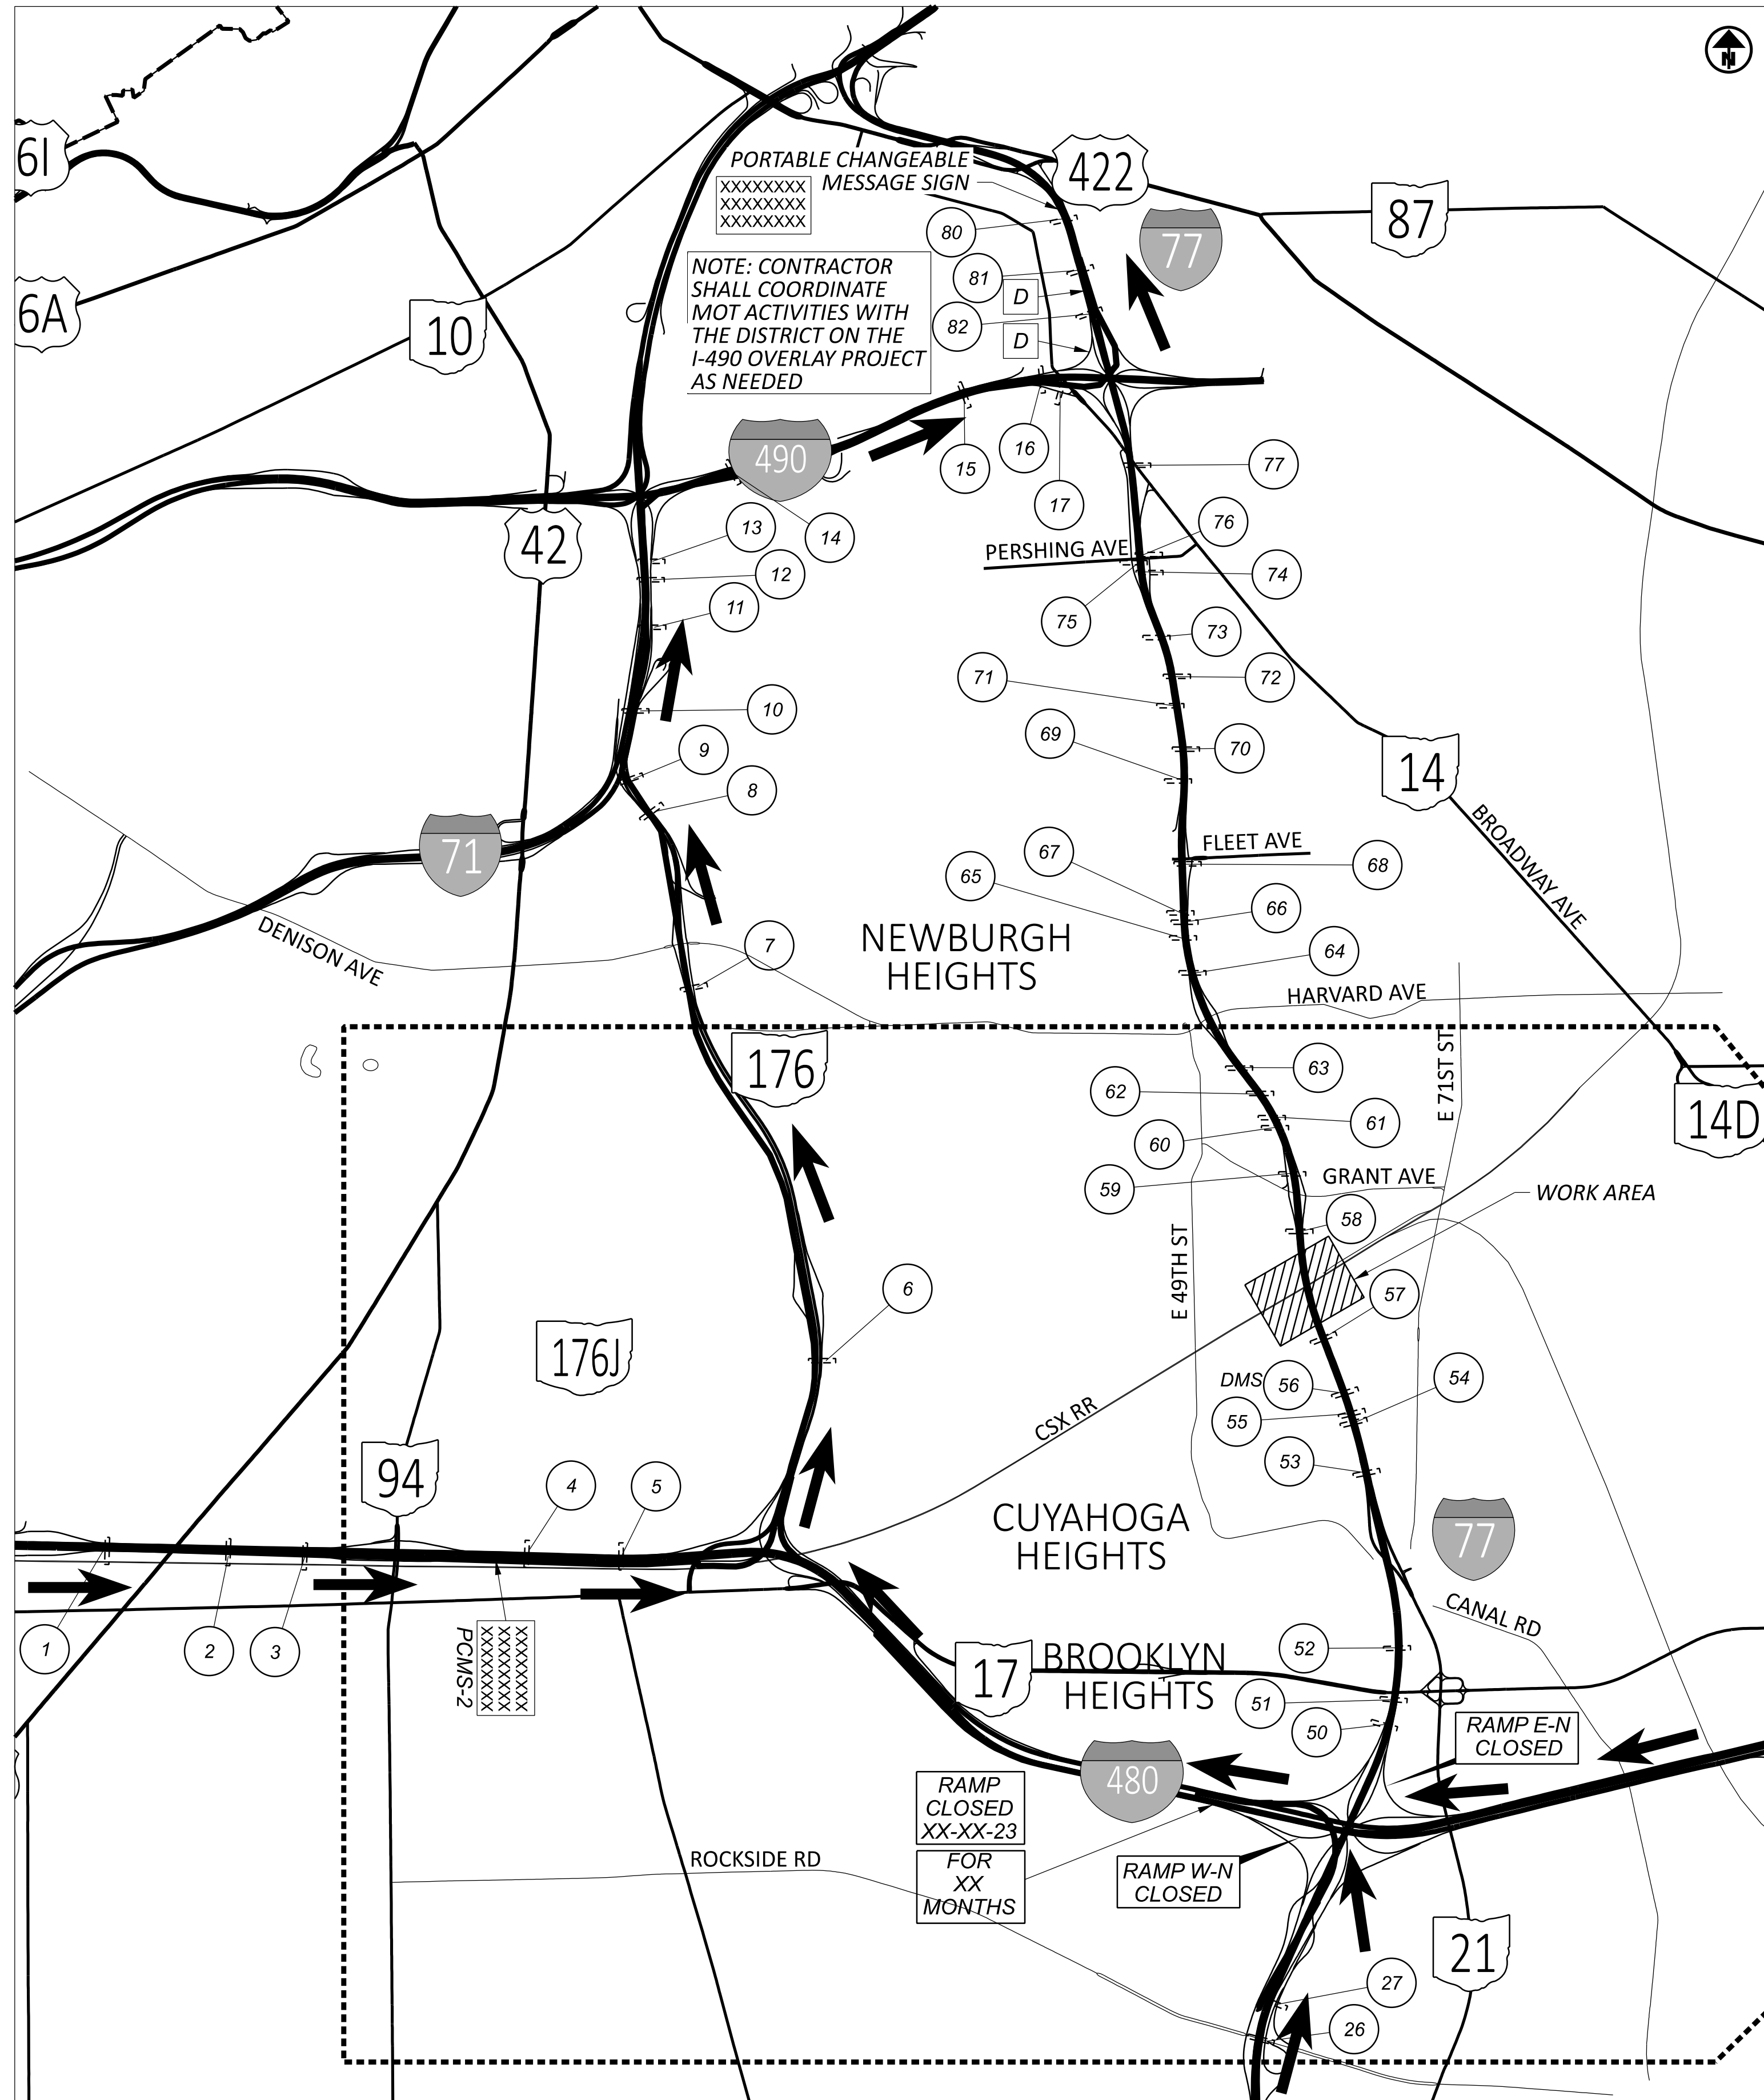 N
6I
422
PORTABLE CHANGEABLE
MESSAGE SIGN
XXXXXXXX
XXXXXXXX
XXXXXXXX
87
80
77
NOTE: CONTRACTOR
SHALL COORDINATE
MOT ACTIVITIES WITH
THE DISTRICT ON THE
I-490 OVERLAY PROJECT
AS NEEDED
81
D
82
D
6A
10
490
15
16
17
77
13
14
76
42
PERSHING AVE
12
74
11
75
73
71
72
10
69
70
9
14
8
71
FLEET AVE
67
68
65
BROADWAY AVE
66
DENISON AVE
7
NEWBURGH
HEIGHTS
64
HARVARD AVE
176
63
E 71ST ST
62
61
14D
60
GRANT AVE
59
WORK AREA
58
E 49TH ST
6
57
176J
DMS
56
54
CSX RR
55
53
94
4
5
CUYAHOGA
HEIGHTS
77
CANAL RD
1
2
3
XXXXXXXX
XXXXXXXX
XXXXXXXX
PCMS-2
17
BROOKLYN
HEIGHTS
52
51
50
RAMP E-N
CLOSED
480
RAMP
CLOSED
XX-XX-23
FOR
XX
MONTHS
ROCKSIDE RD
RAMP W-N
CLOSED
21
27
26